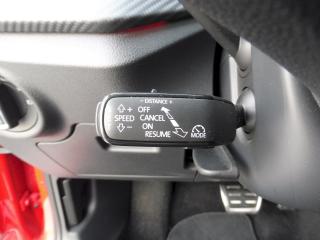 - DISTANCE +
+ OFF
SPEED CANCEL
- ON
RESUME
MODE